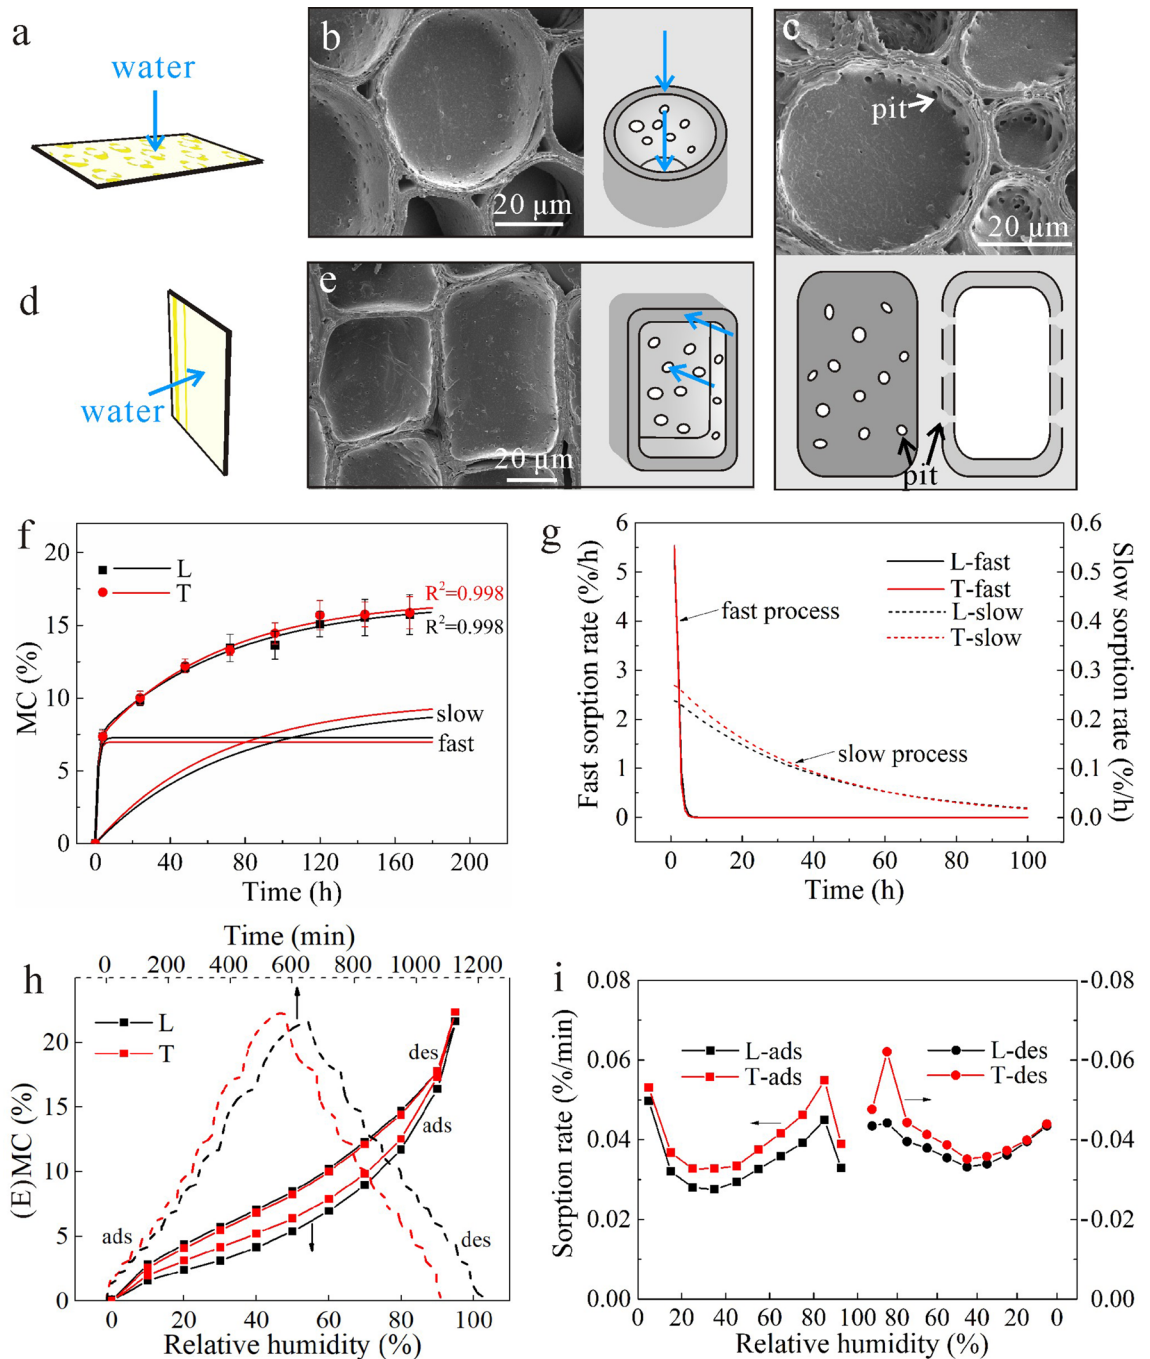 a
water
b
20 µm
c
pit
20 µm
d
water
e
20 µm
pit
f
L
T
R²=0.998
R²=0.998
slow
fast
MC (%)
20
15
10
5
0
0 40 80 120 160 200
Time (h)
g
Fast sorption rate (%/h)
6
5
4
3
2
1
0
L-fast
T-fast
L-slow
T-slow
fast process
slow process
0.6
0.5
0.4
0.3
0.2
0.1
0.0
Slow sorption rate (%/h)
0 20 40 60 80 100
Time (h)
Time (min)
0 200 400 600 800 1000 1200
h
L
T
des
ads
ads
des
(E)MC (%)
20
15
10
5
0
0 20 40 60 80 100
Relative humidity (%)
i
Sorption rate (%/min)
0.08
0.06
0.04
0.02
0.00
L-ads
T-ads
L-des
T-des
-0.08
-0.06
-0.04
-0.02
0.00
0 20 40 60 80 100 80 60 40 20 0
Relative humidity (%)